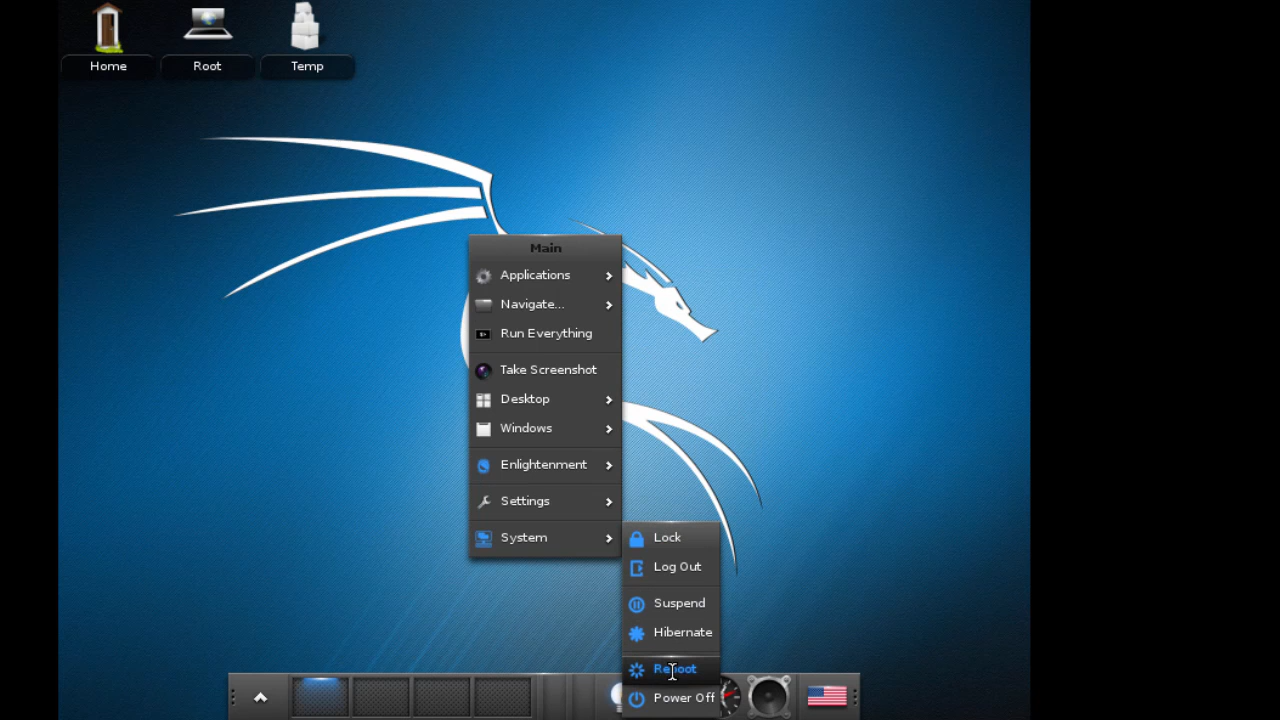 Home
Root
Temp
Main
Applications
Navigate...
Run Everything
Take Screenshot
Desktop
Windows
Enlightenment
Settings
System
Lock
Log Out
Suspend
Hibernate
Reboot
Power Off